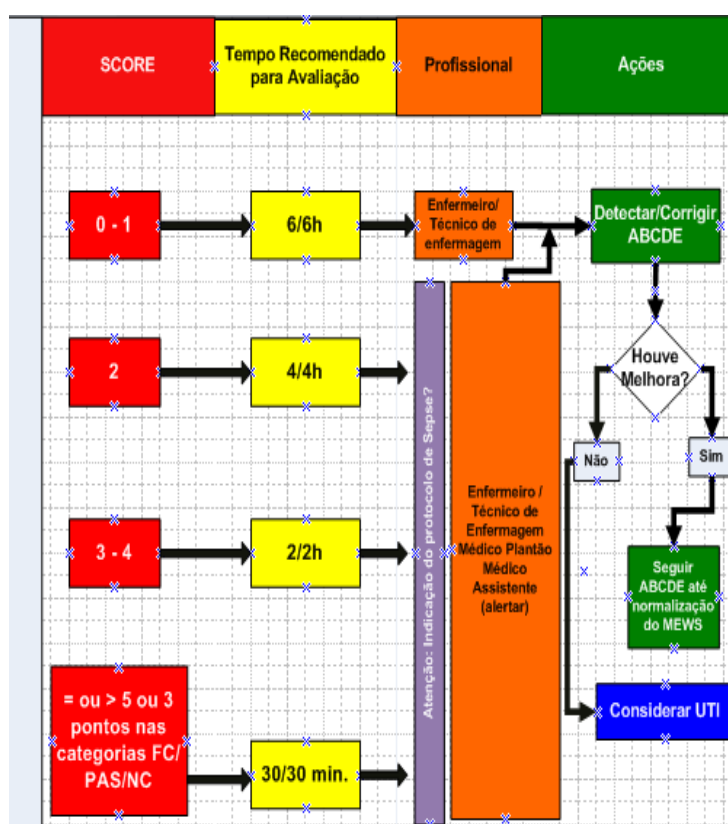 SCORE
Tempo Recomendado
para Avaliação
Profissional
Ações
0 - 1
6/6h
Enfermeiro/
Técnico de
enfermagem
Detectar/Corrigir
ABCDE
2
4/4h
Atenção: Indicação do protocolo de Sepse?
Houve
Melhora?
Não
Sim
3 - 4
2/2h
Enfermeiro /
Técnico de
Enfermagem
Médico Plantão
Médico
Assistente
(alertar)
Seguir
ABCDE até
normalização
do MEWS
= ou > 5 ou 3
pontos nas
categorias FC/
PAS/NC
30/30 min.
Considerar UTI